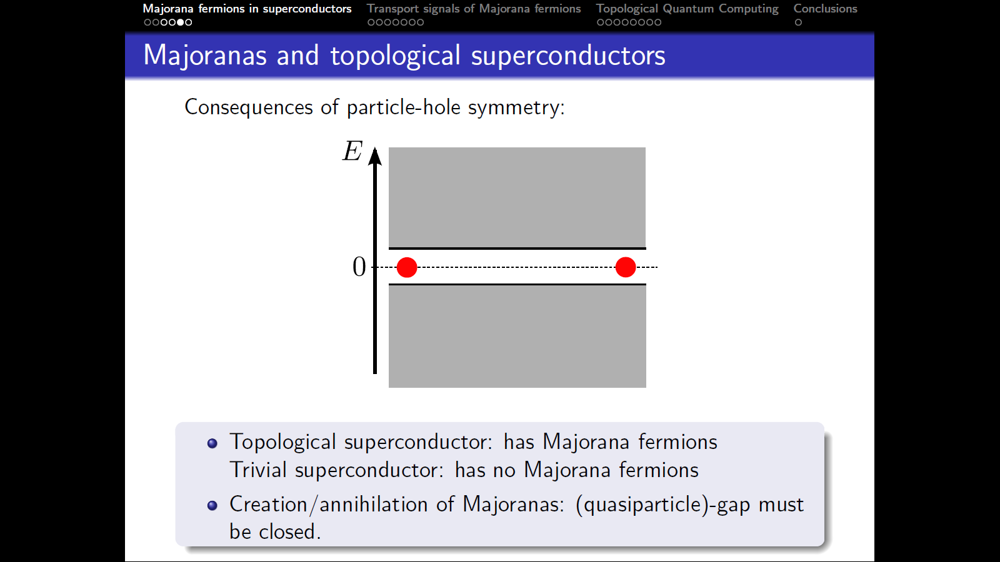 Majorana fermions in superconductors Transport signals of Majorana fermions Topological Quantum Computing Conclusions
Majoranas and topological superconductors
Consequences of particle-hole symmetry:
E
0
Topological superconductor: has Majorana fermions
Trivial superconductor: has no Majorana fermions
Creation/annihilation of Majoranas: (quasiparticle)-gap must
be closed.